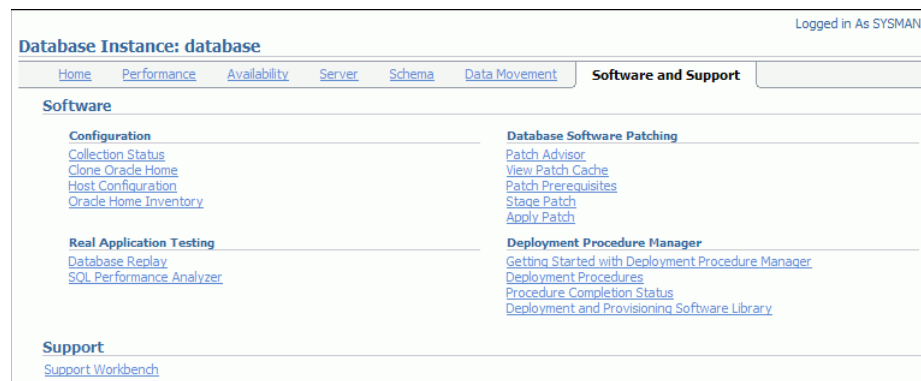 Logged in As SYSMAN
Database Instance: database
Home Performance Availability Server Schema Data Movement Software and Support
Software
Configuration
Collection Status
Clone Oracle Home
Host Configuration
Oracle Home Inventory
Database Software Patching
Patch Advisor
View Patch Cache
Patch Prerequisites
Stage Patch
Apply Patch
Real Application Testing
Database Replay
SQL Performance Analyzer
Deployment Procedure Manager
Getting Started with Deployment Procedure Manager
Deployment Procedures
Procedure Completion Status
Deployment and Provisioning Software Library
Support
Support Workbench